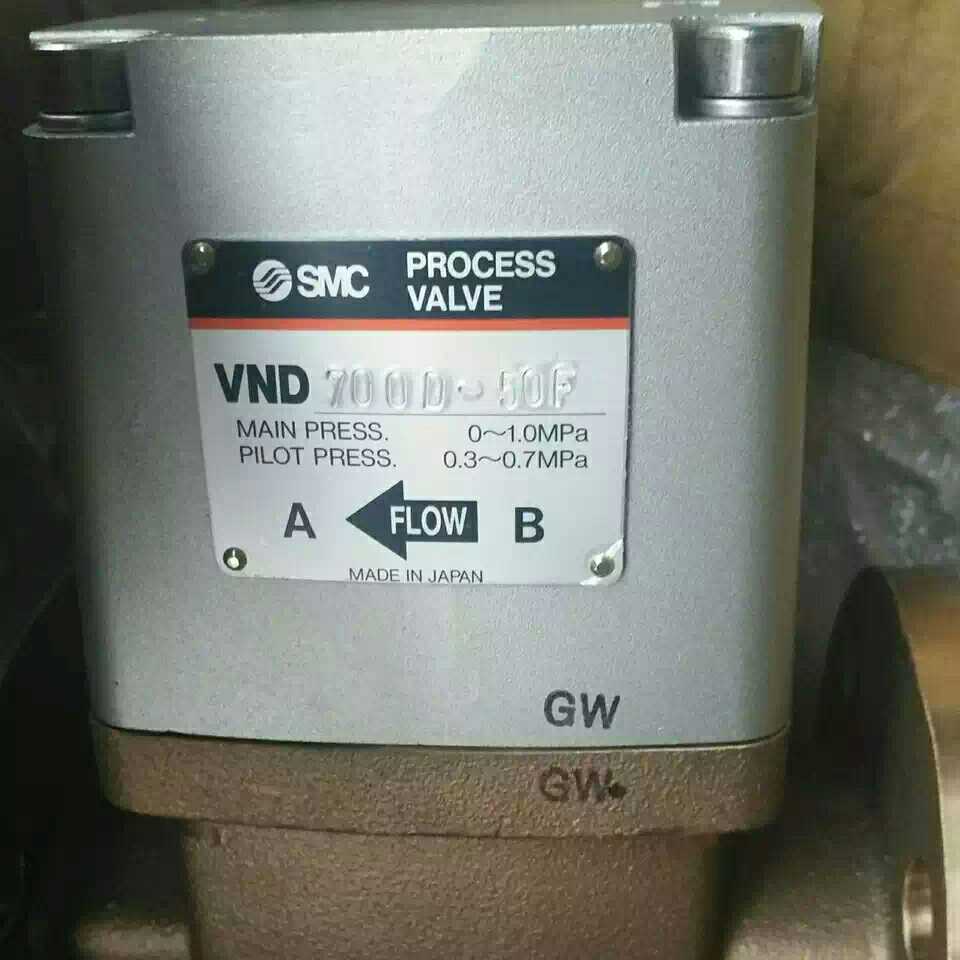 SMC PROCESS
VALVE
VND 700D-50F
MAIN PRESS. 0~1.0MPa
PILOT PRESS. 0.3~0.7MPa
A FLOW B
MADE IN JAPAN
GW
GW